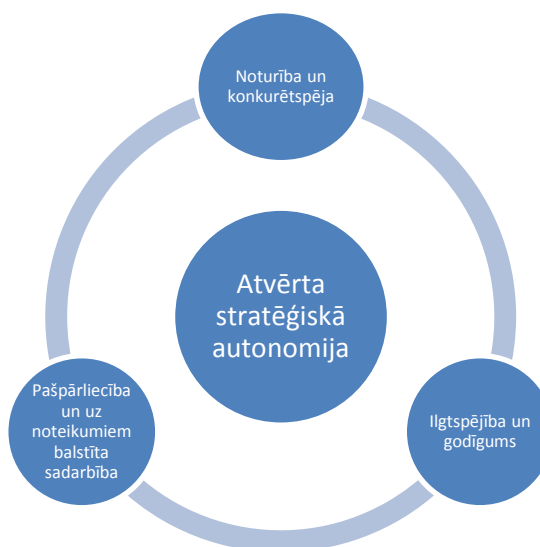 Noturība un
konkurētspēja
Atvērta
stratēģiskā
autonomija
Pašpārliecība
un uz
noteikumiem
balstīta
sadarbība
Ilgtspējība un
godīgums